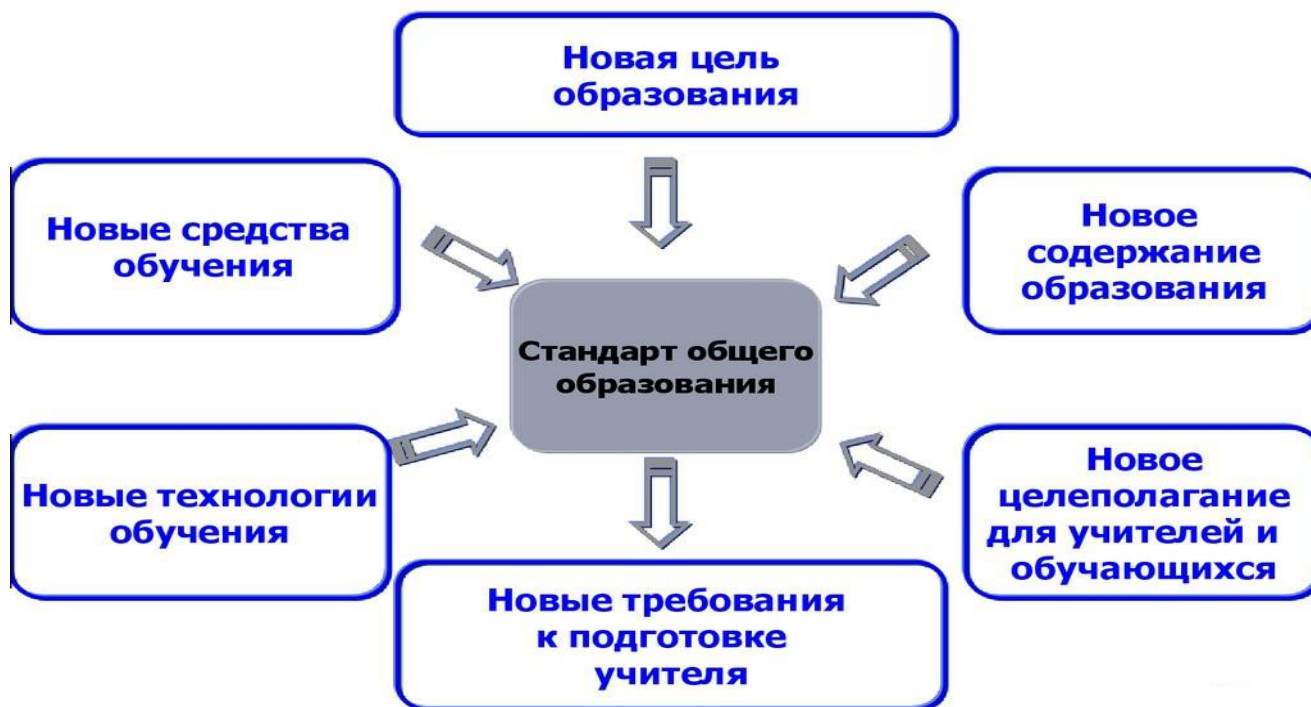 Новая цель
образования
Новые средства
обучения
Новое
содержание
образования
Стандарт общего
образования
Новые технологии
обучения
Новое
целеполагание
для учителей и
обучающихся
Новые требования
к подготовке
учителя